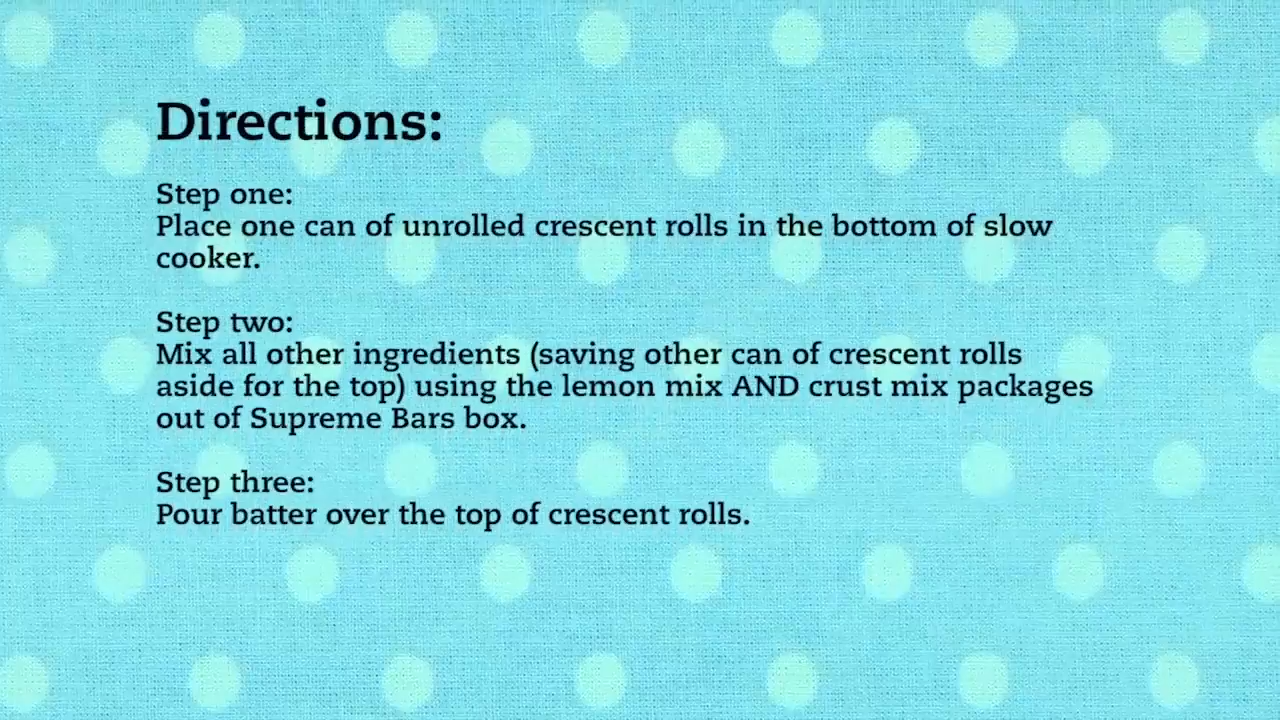 Directions:
Step one:
Place one can of unrolled crescent rolls in the bottom of slow
cooker.
Step two:
Mix all other ingredients (saving other can of crescent rolls
aside for the top) using the lemon mix AND crust mix packages
out of Supreme Bars box.
Step three:
Pour batter over the top of crescent rolls.